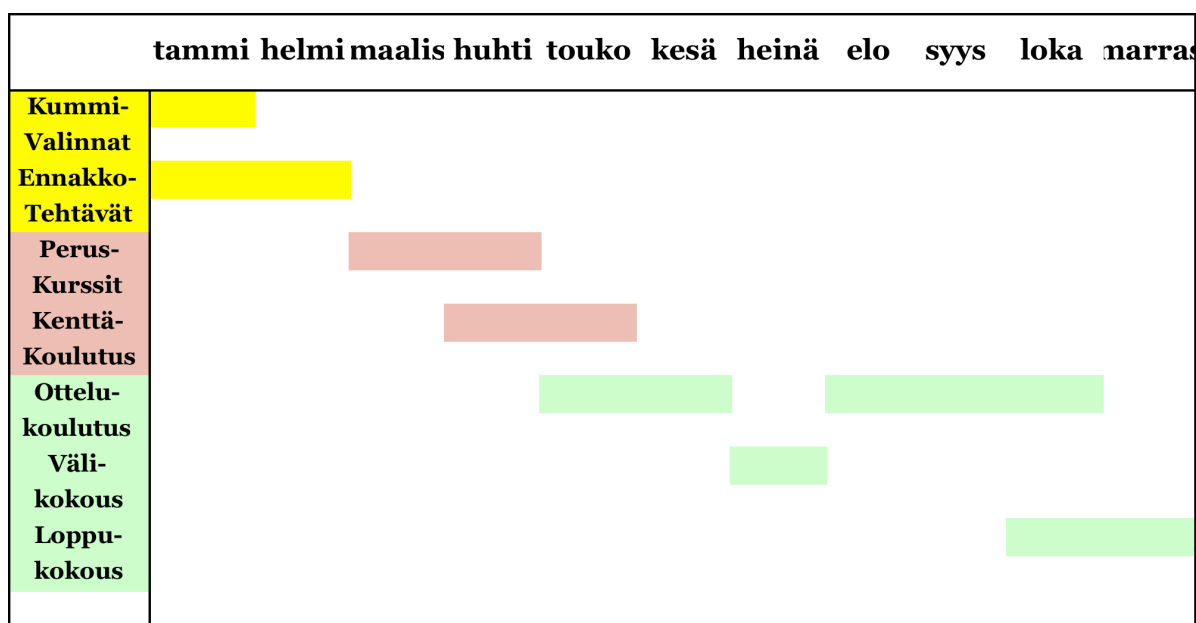 tammi helmi maalis huhti touko kesä heinä elo syys loka marras
Kummi-
Valinnat
Ennakko-
Tehtävät
Perus-
Kurssit
Kenttä-
Koulutus
Ottelu-
koulutus
Väli-
kokous
Loppu-
kokous